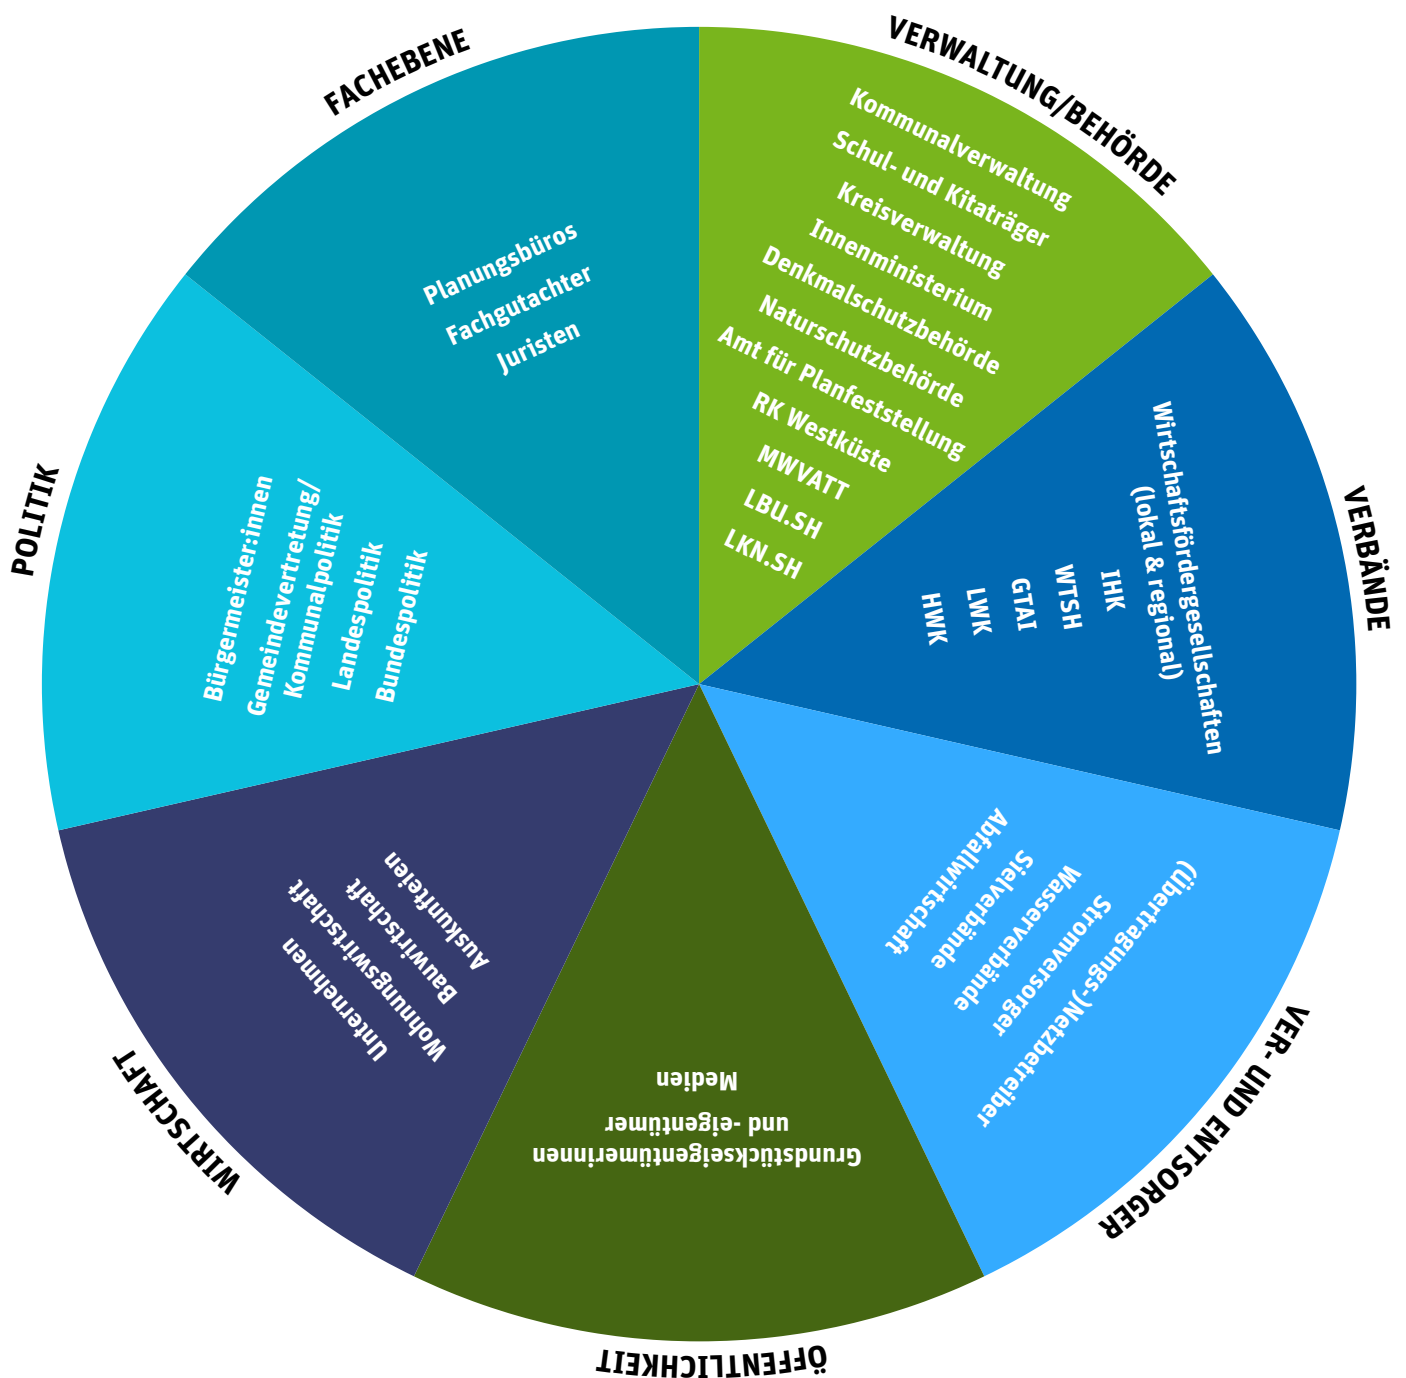 VERWALTUNG/BEHÖRDE
Kommunalverwaltung
Schul- und Kitaträger
Kreisverwaltung
Innenministerium
Denkmalschutzbehörde
Naturschutzbehörde
Amt für Planfeststellung
RK Westküste
MWVATT
LBU.SH
LKN.SH
VERBÄNDE
Wirtschaftsfördergesellschaften
(lokal & regional)
IHK
WTSH
GTAI
LWK
HWK
VER- UND ENTSORGER
(Übertragungs-)Netzbetreiber
Stromversorger
Wasserverbände
Sielverbände
Abfallwirtschaft
ÖFFENTLICHKEIT
Grundstückseigentümerinnen
und -eigentümer
Medien
WIRTSCHAFT
Unternehmen
Wohnungswirtschaft
Bauwirtschaft
Auskunfteien
POLITIK
Bürgermeister:innen
Gemeindevertretung/
Kommunalpolitik
Landespolitik
Bundespolitik
FACHEBENE
Planungsbüros
Fachgutachter
Juristen